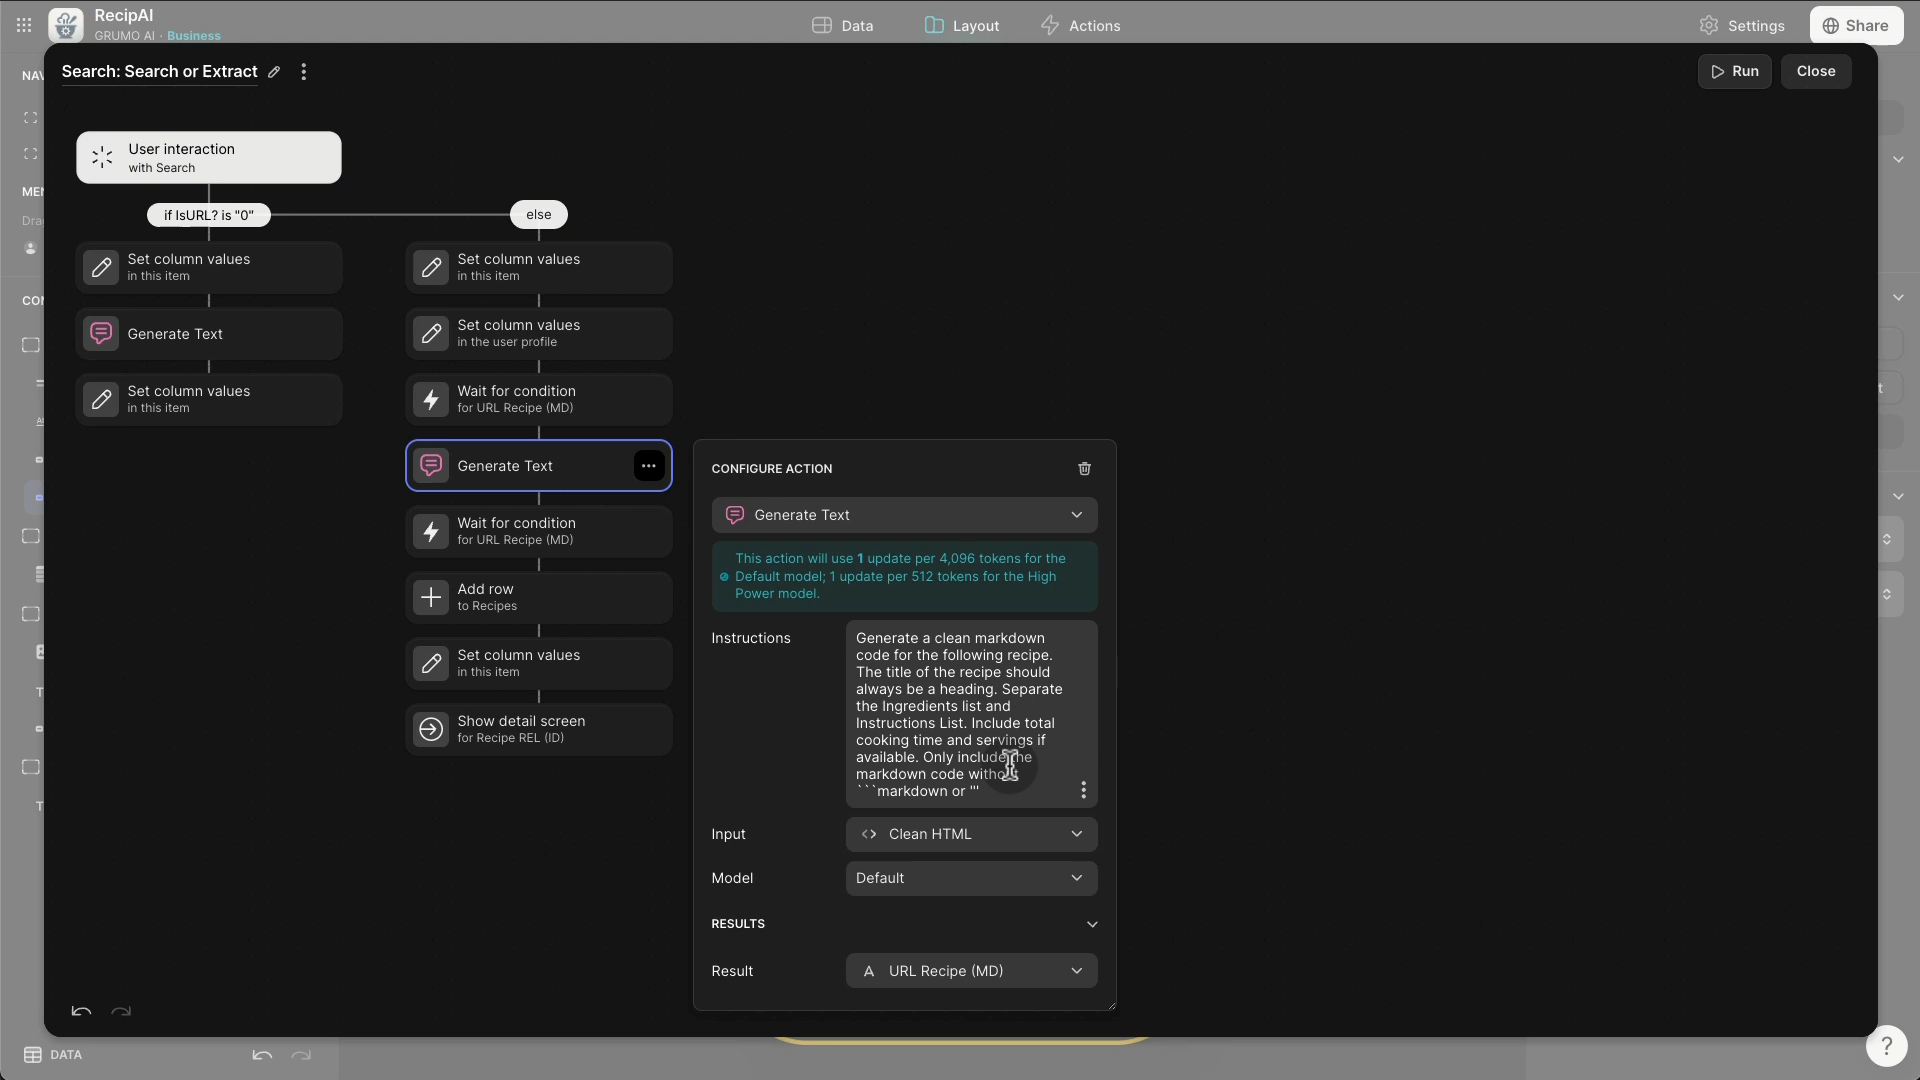 RecipAI
GRUMO AI · Business
Data
Layout
Actions
Settings
Share
Search: Search or Extract
Run
Close
User interaction
with Search
if IsURL? is "0"
else
Set column values
in this item
Generate Text
Set column values
in this item
Set column values
in this item
Set column values
in the user profile
Wait for condition
for URL Recipe (MD)
Generate Text
Wait for condition
for URL Recipe (MD)
Add row
to Recipes
Set column values
in this item
Show detail screen
for Recipe REL (ID)
CONFIGURE ACTION
Generate Text
This action will use 1 update per 4,096 tokens for the
Default model; 1 update per 512 tokens for the High
Power model.
Instructions
Generate a clean markdown
code for the following recipe.
The title of the recipe should
always be a heading. Separate
the Ingredients list and
Instructions List. Include total
cooking time and servings if
available. Only include the
markdown code without
```markdown or '''
Input
Clean HTML
Model
Default
RESULTS
Result
A URL Recipe (MD)
DATA
?